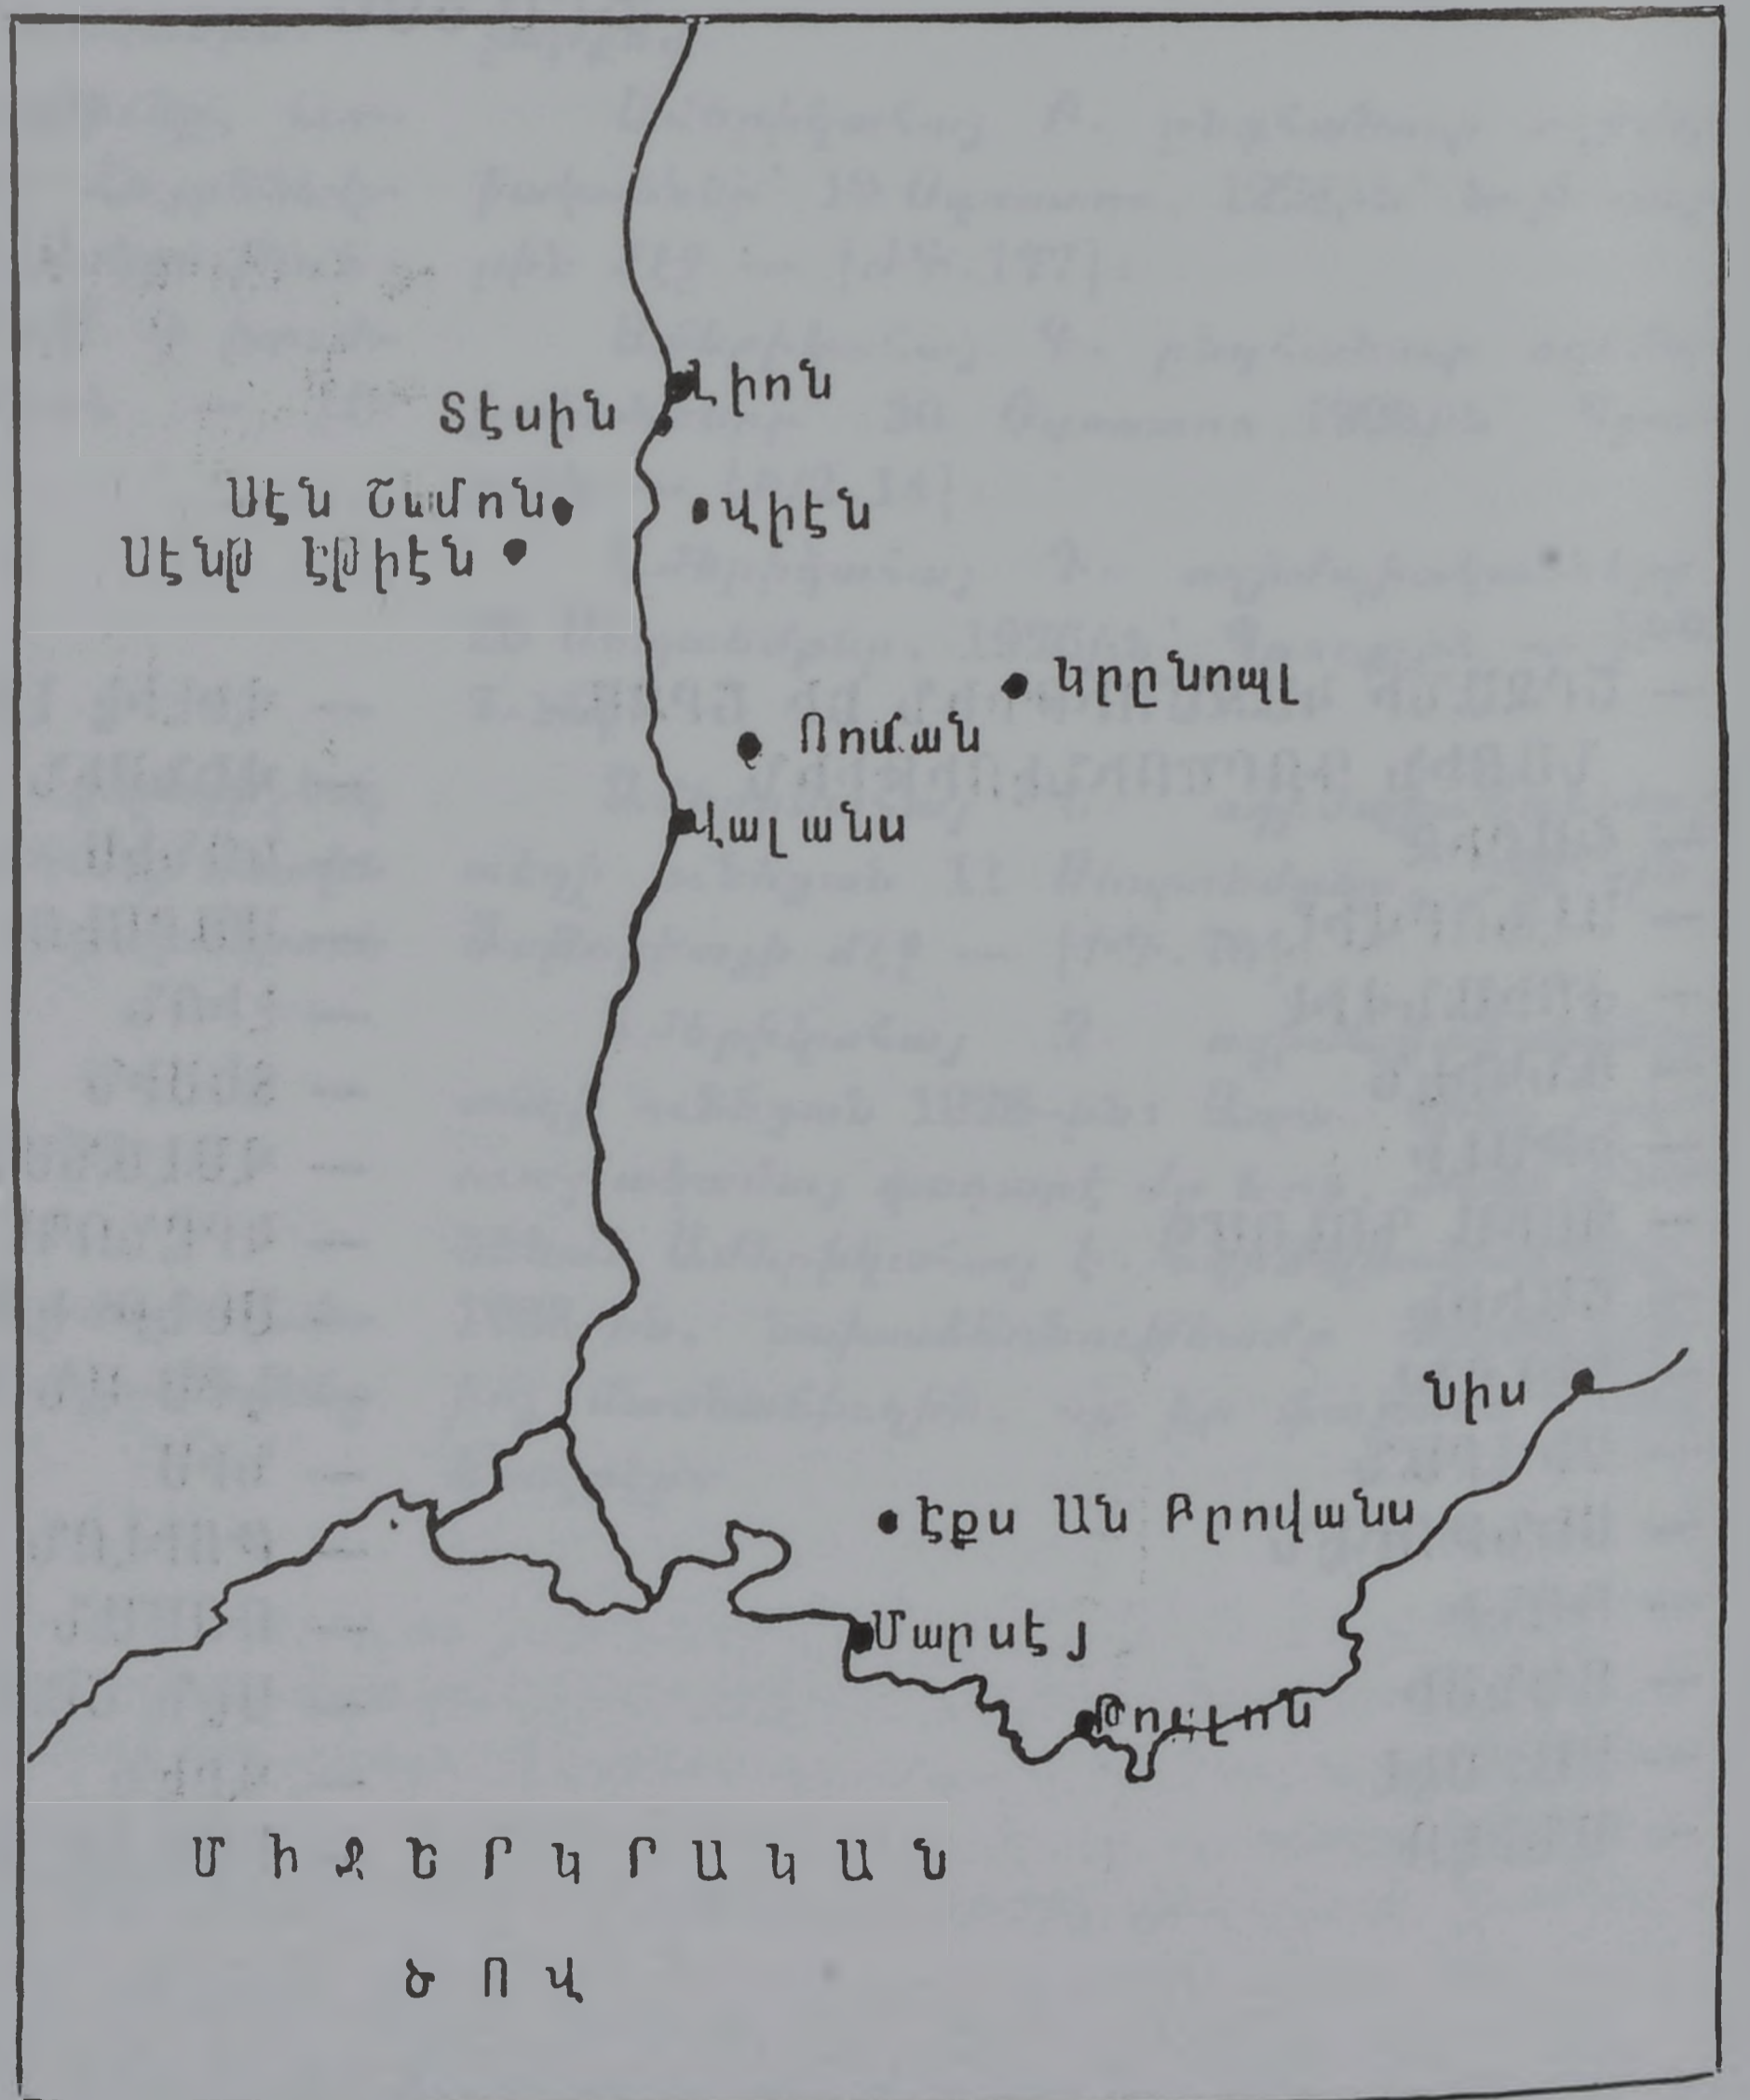 Լիոն
Տէսին
Սէն Շամոն
Վիէն
Սէնթ Էթիէն
Կրընոպլ
Ռոման
Վալանս
Նիս
Էքս Ան Բրովանս
Մարսէյ
Թուլոն
ՄԻՋԵՐԿՐԱԿԱՆ
ԾՈՎ